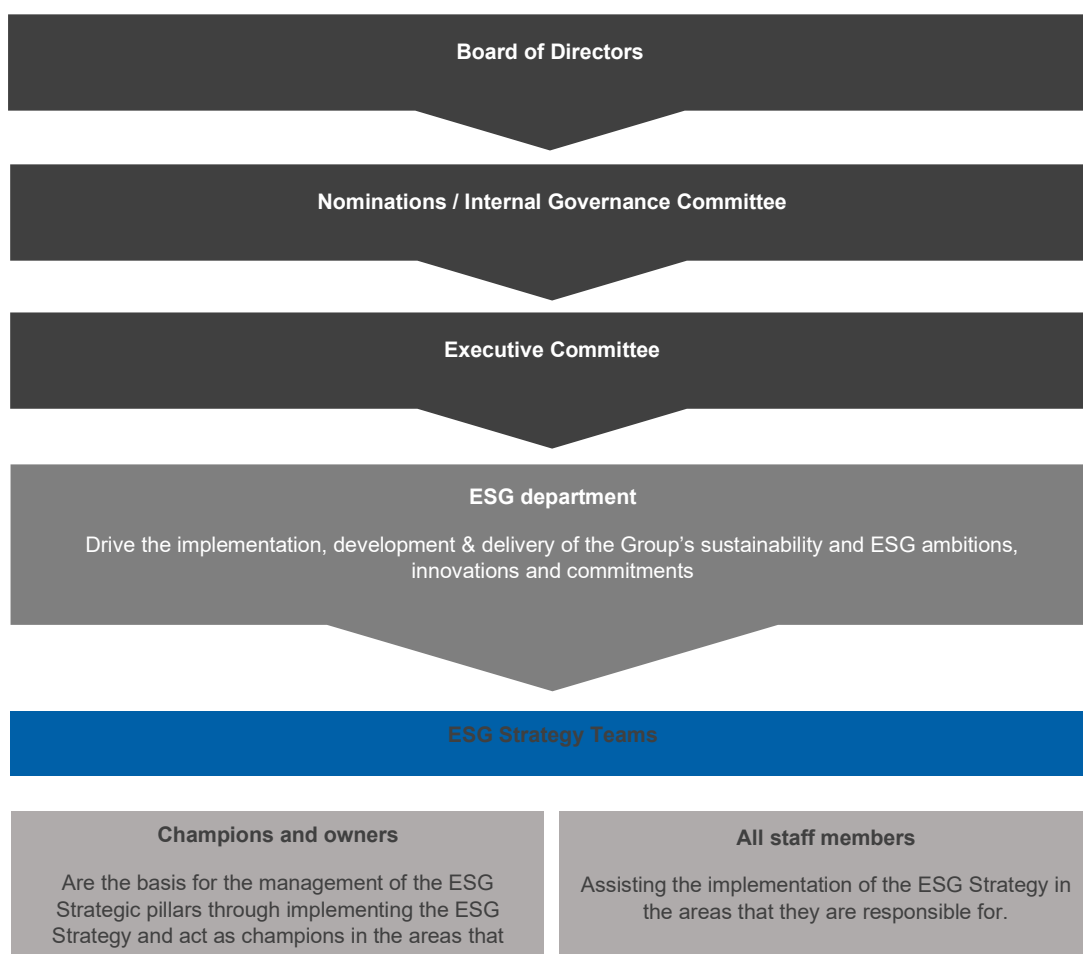 Board of Directors
Nominations / Internal Governance Committee
Executive Committee
ESG department
Drive the implementation, development & delivery of the Group’s sustainability and ESG ambitions,
innovations and commitments
ESG Strategy Teams
Champions and owners
Are the basis for the management of the ESG
Strategic pillars through implementing the ESG
Strategy and act as champions in the areas that
All staff members
Assisting the implementation of the ESG Strategy in
the areas that they are responsible for.